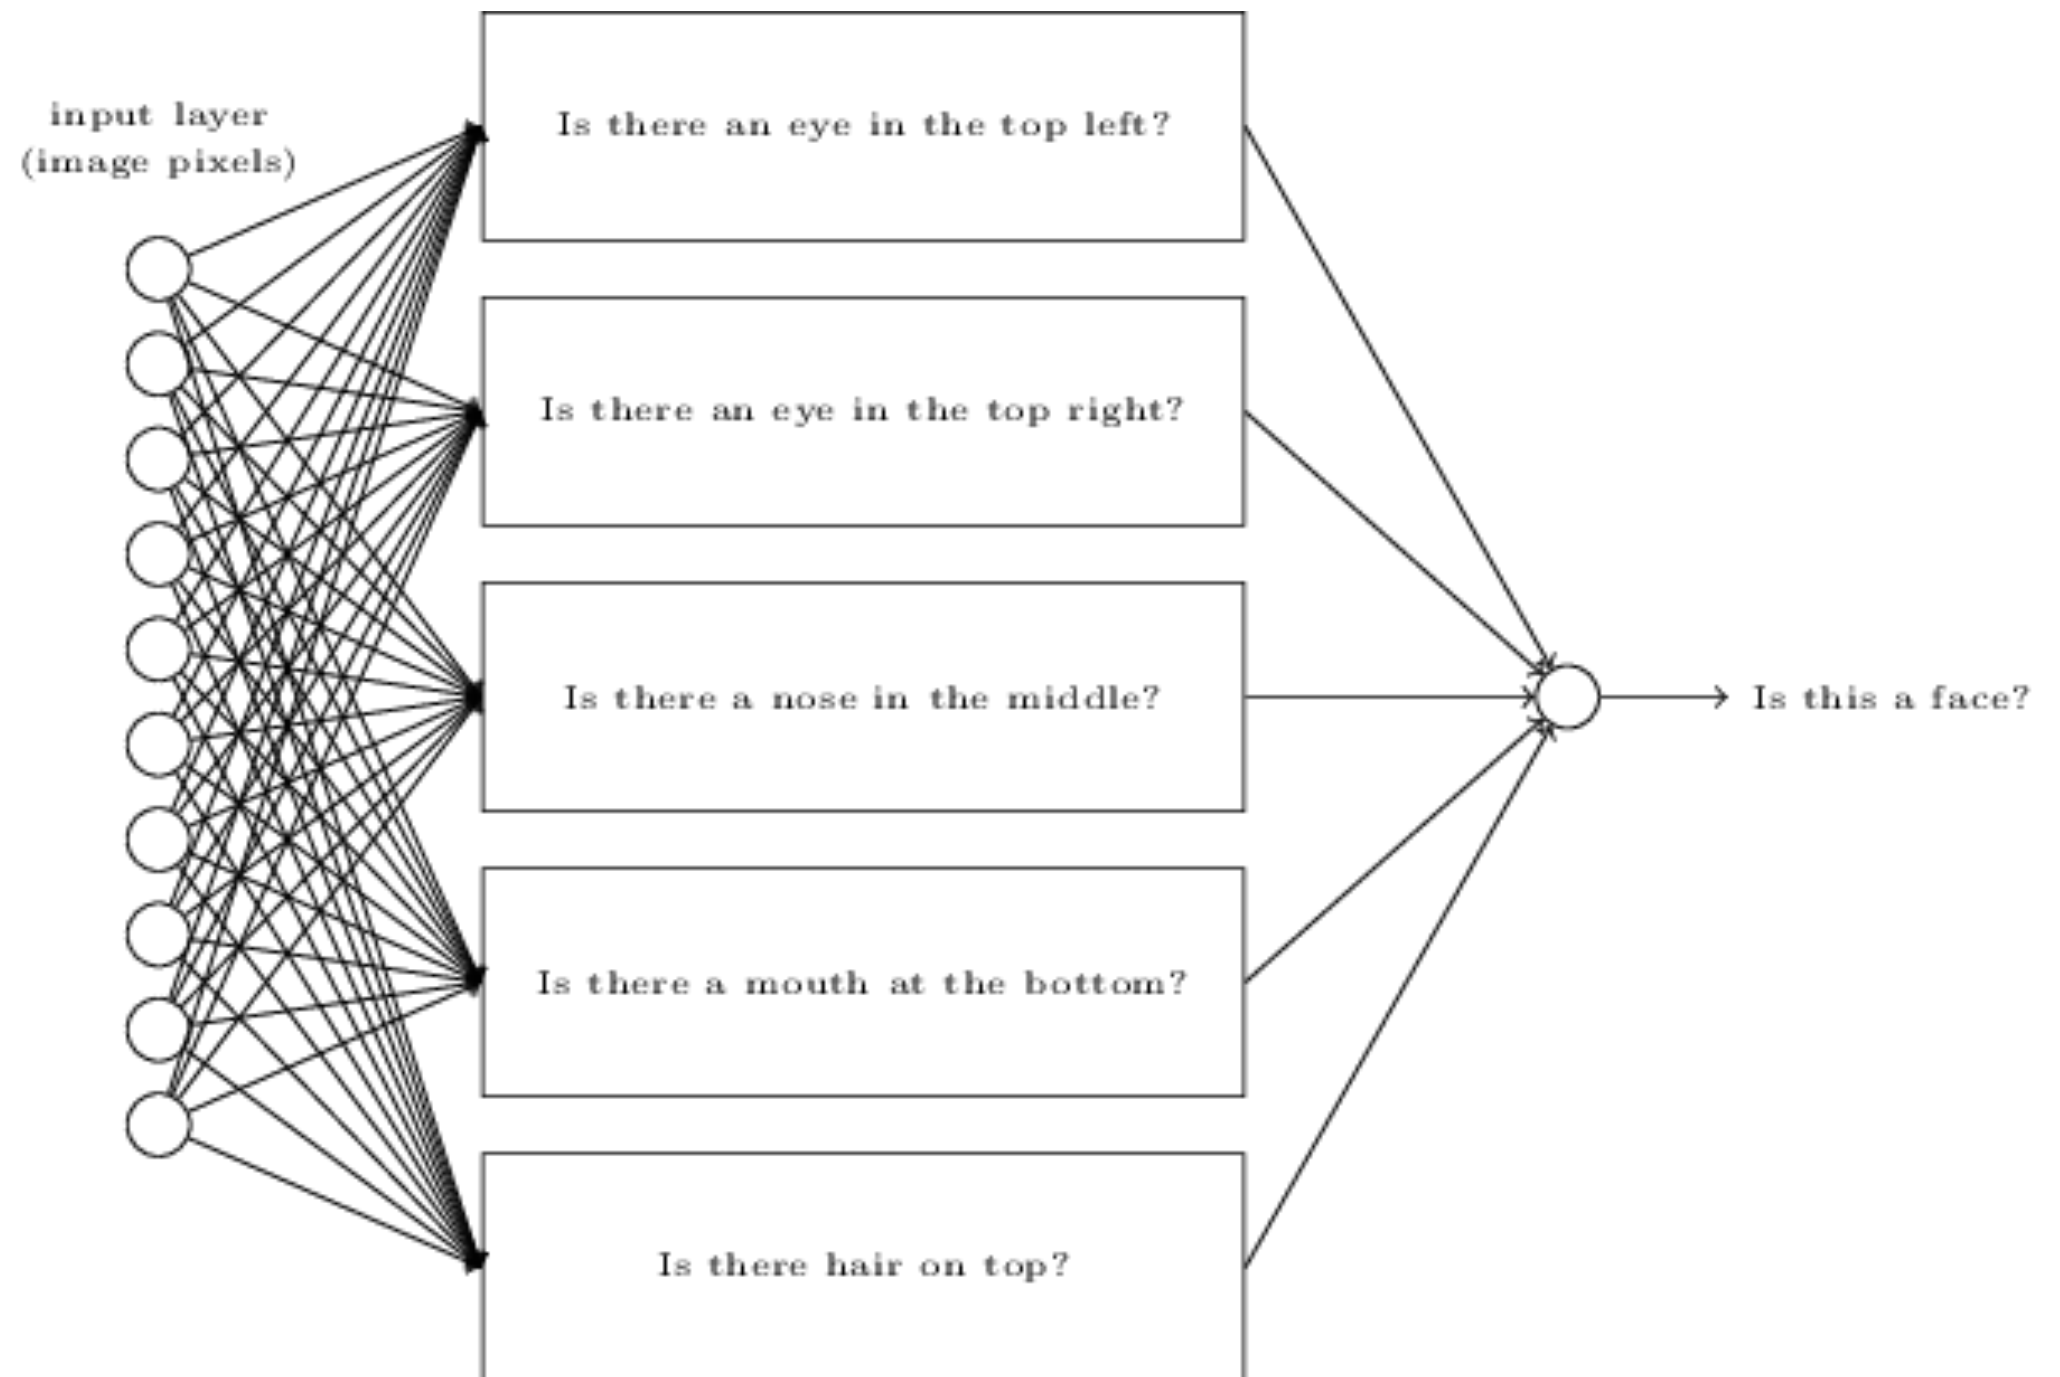 input layer
(image pixels)
Is there an eye in the top left?
Is there an eye in the top right?
Is there a nose in the middle?
Is there a mouth at the bottom?
Is there hair on top?
Is this a face?